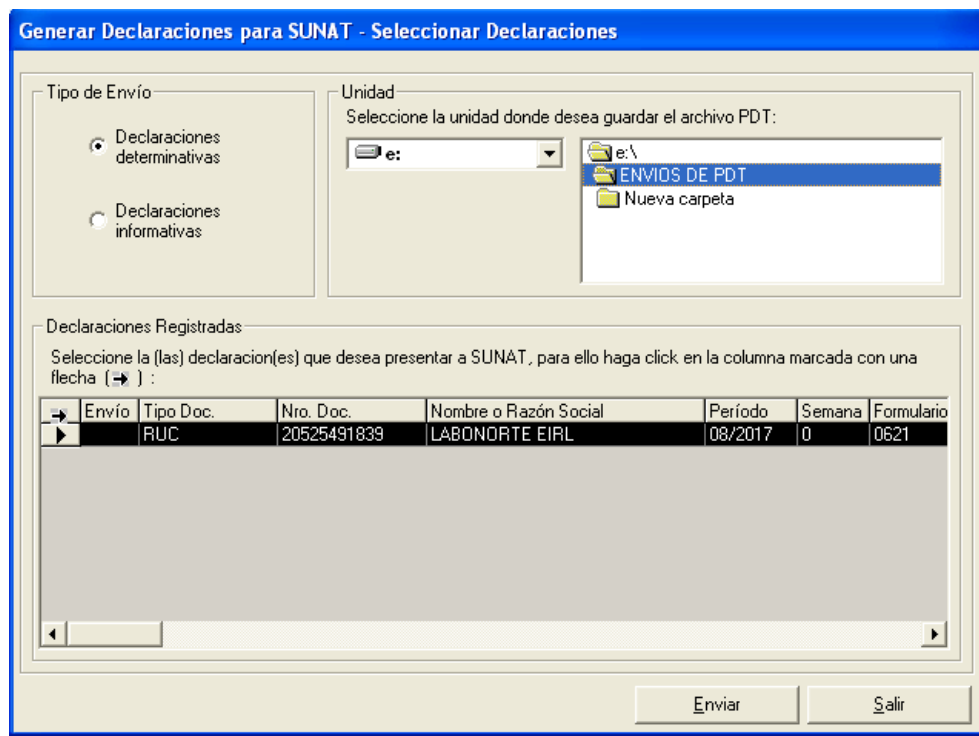 Generar Declaraciones para SUNAT - Seleccionar Declaraciones
Tipo de Envío
Declaraciones
determinativas
Declaraciones
informativas
Unidad
Seleccione la unidad donde desea guardar el archivo PDT:
e:
e:\
ENVIOS DE PDT
Nueva carpeta
Declaraciones Registradas
Seleccione la (las) declaracion(es) que desea presentar a SUNAT, para ello haga click en la columna marcada con una
flecha (➔) :
Envío Tipo Doc. Nro. Doc. Nombre o Razón Social Período Semana Formulario
RUC 20525491839 LABONORTE EIRL 08/2017 0 0621
Enviar Salir